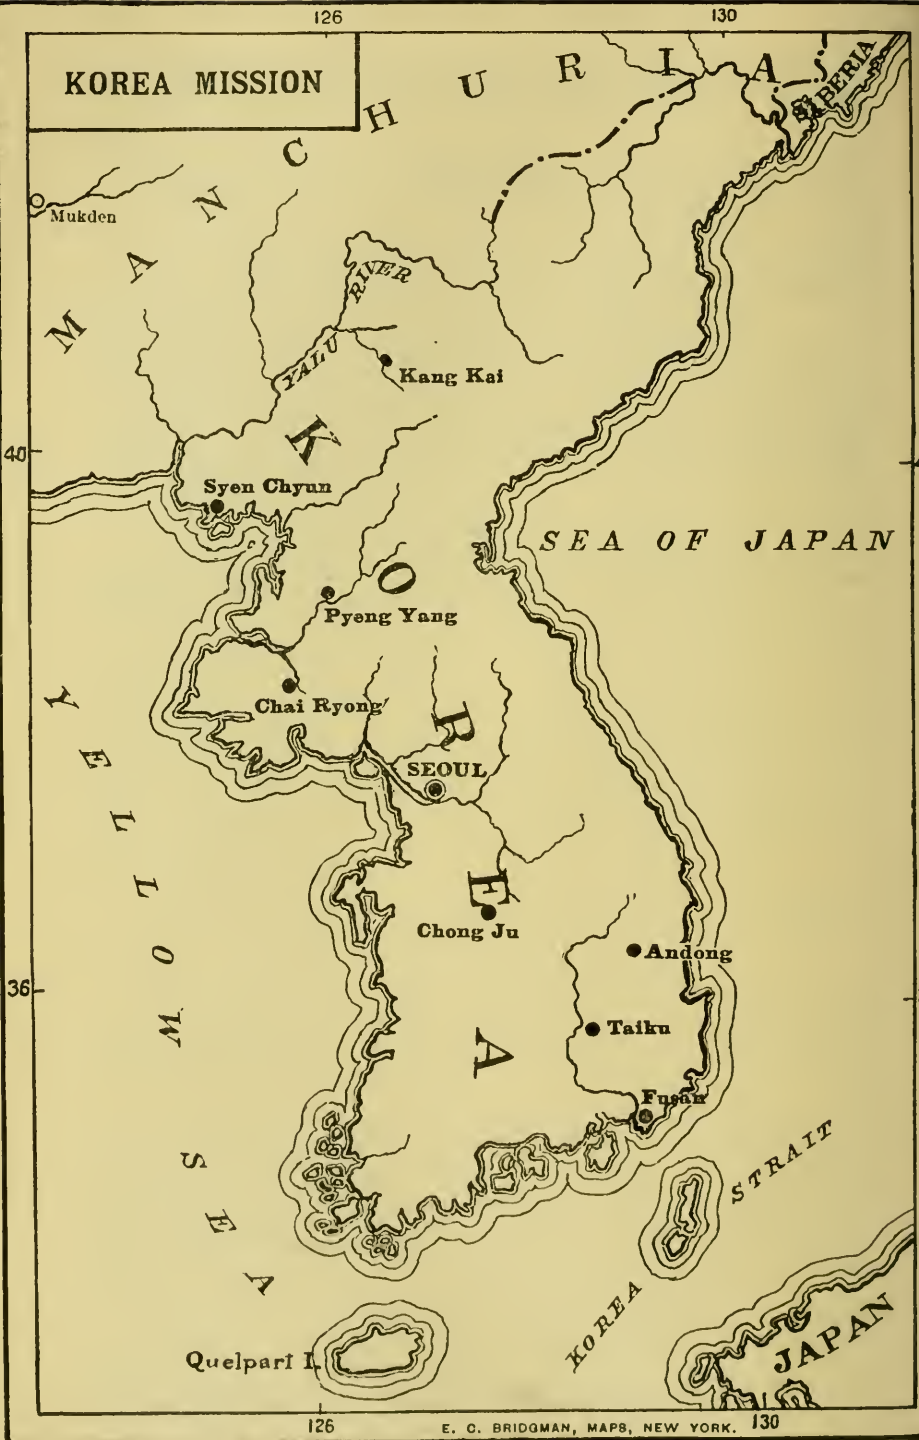 126
130
KOREA MISSION
MANCHURIA
SIBERIA
Mukden
YALU RIVER
Kang Kai
40
Syen Chyun
SEA OF JAPAN
Pyeng Yang
Chai Ryong
SEOUL
KOREA
YELLOW SEA
Chong Ju
Andong
36
Taiku
Fusan
KOREA STRAIT
Quelpart I.
JAPAN
126
E. C. BRIDGMAN, MAPS, NEW YORK.
130